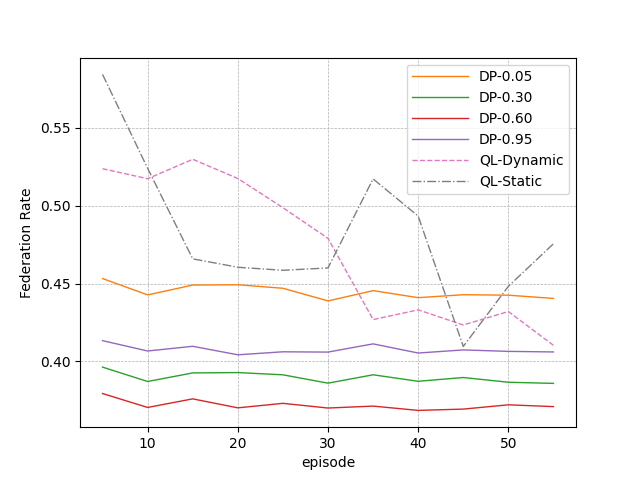 DP-0.05
DP-0.30
DP-0.60
DP-0.95
QL-Dynamic
QL-Static
Federation Rate
0.55
0.50
0.45
0.40
10 20 30 40 50
episode